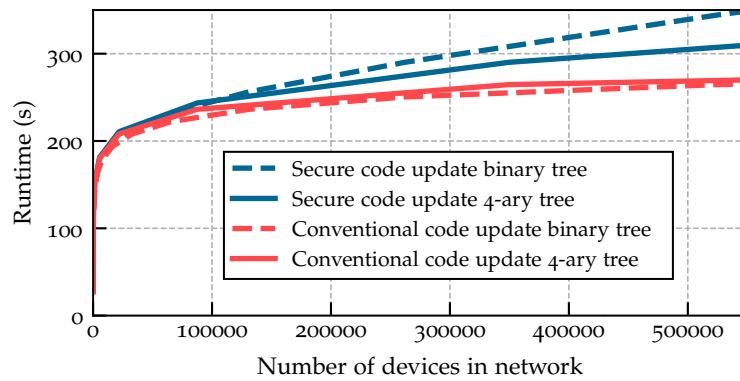 300
200
100
0
Runtime (s)
Secure code update binary tree
Secure code update 4-ary tree
Conventional code update binary tree
Conventional code update 4-ary tree
0 100000 200000 300000 400000 500000
Number of devices in network